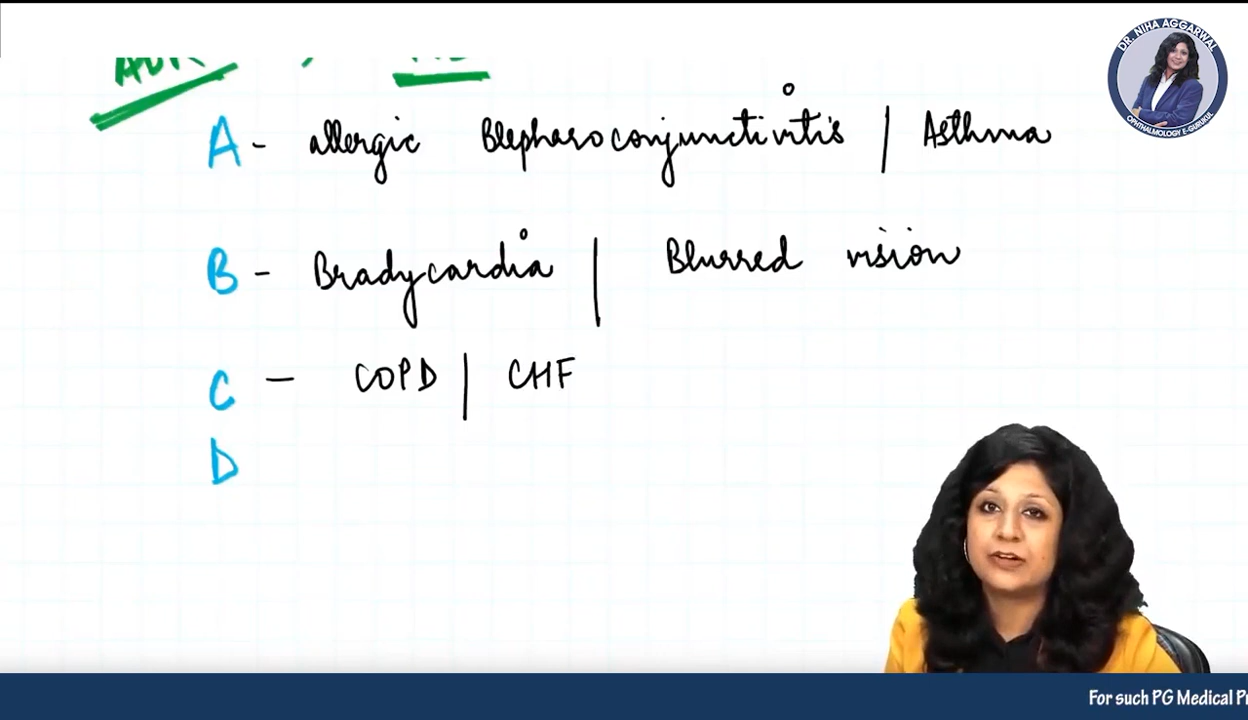 DR. NIHA AGGARWAL
OPHTHALMOLOGY E-GURUKUL
A - allergic Blepharoconjunctivitis | Asthma
B - Bradycardia | Blurred vision
C - COPD | CHF
D
For such PG Medical